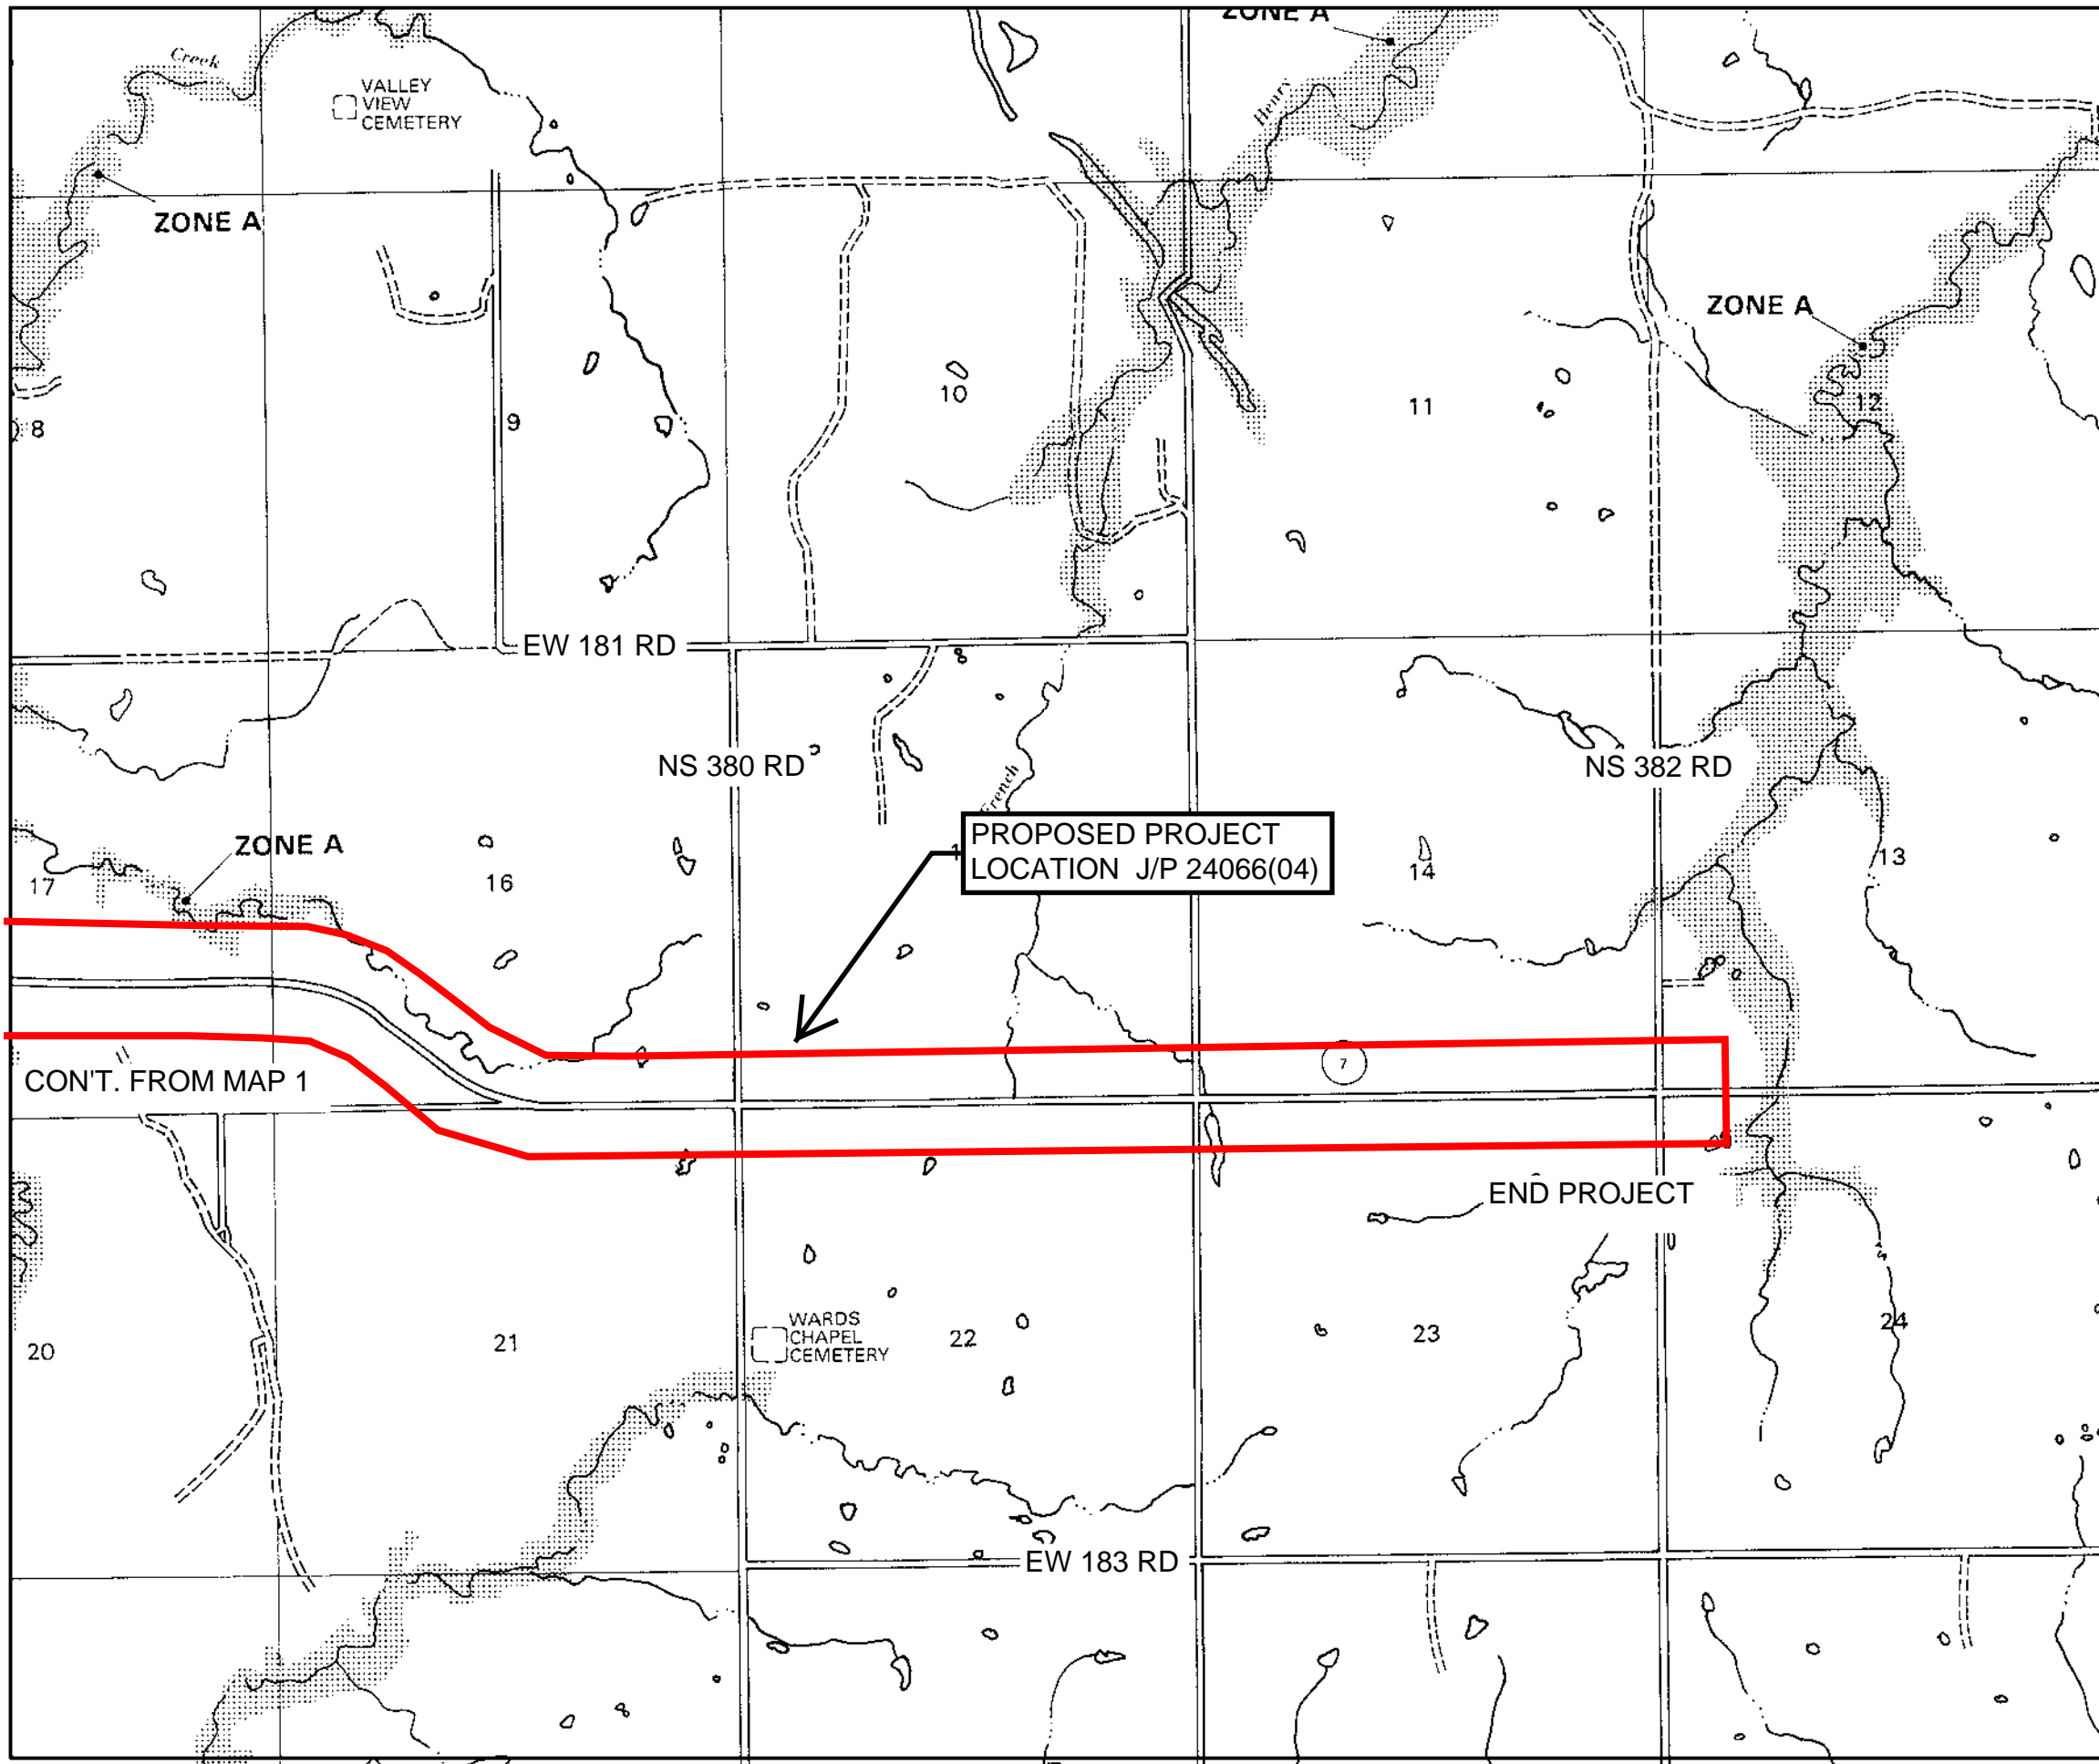 ZONE A
Creek
VALLEY
VIEW
CEMETERY
Henry
ZONE A
ZONE A
10
11
12
8
9
EW 181 RD
NS 380 RD
NS 382 RD
French
PROPOSED PROJECT
LOCATION J/P 24066(04)
ZONE A
17
16
14
13
7
CON'T. FROM MAP 1
END PROJECT
WARDS
CHAPEL
CEMETERY
20
21
22
23
24
EW 183 RD